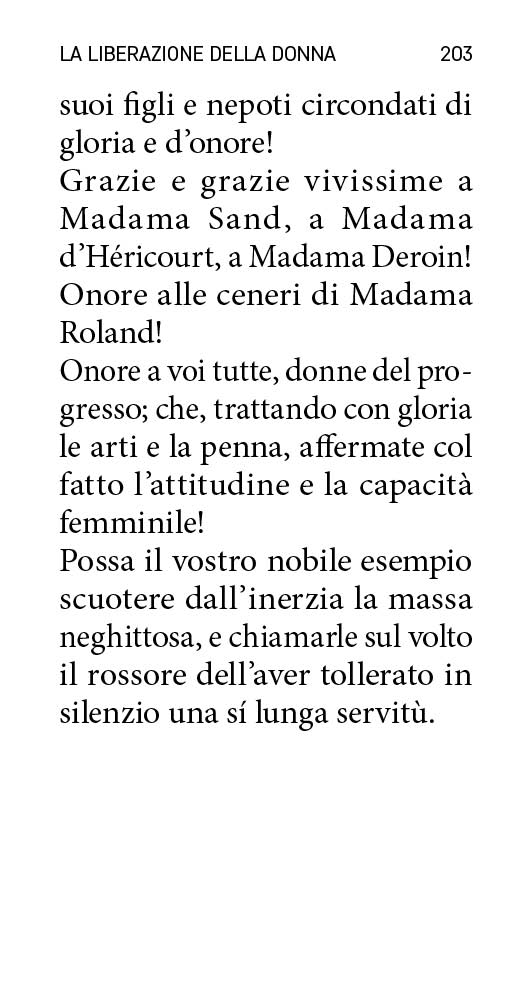 LA LIBERAZIONE DELLA DONNA 203
suoi figli e nepoti circondati di
gloria e d’onore!
Grazie e grazie vivissime a
Madama Sand, a Madama
d’Héricourt, a Madama Deroin!
Onore alle ceneri di Madama
Roland!
Onore a voi tutte, donne del pro-
gresso; che, trattando con gloria
le arti e la penna, affermate col
fatto l’attitudine e la capacità
femminile!
Possa il vostro nobile esempio
scuotere dall’inerzia la massa
neghittosa, e chiamarle sul volto
il rossore dell’aver tollerato in
silenzio una sí lunga servitù.